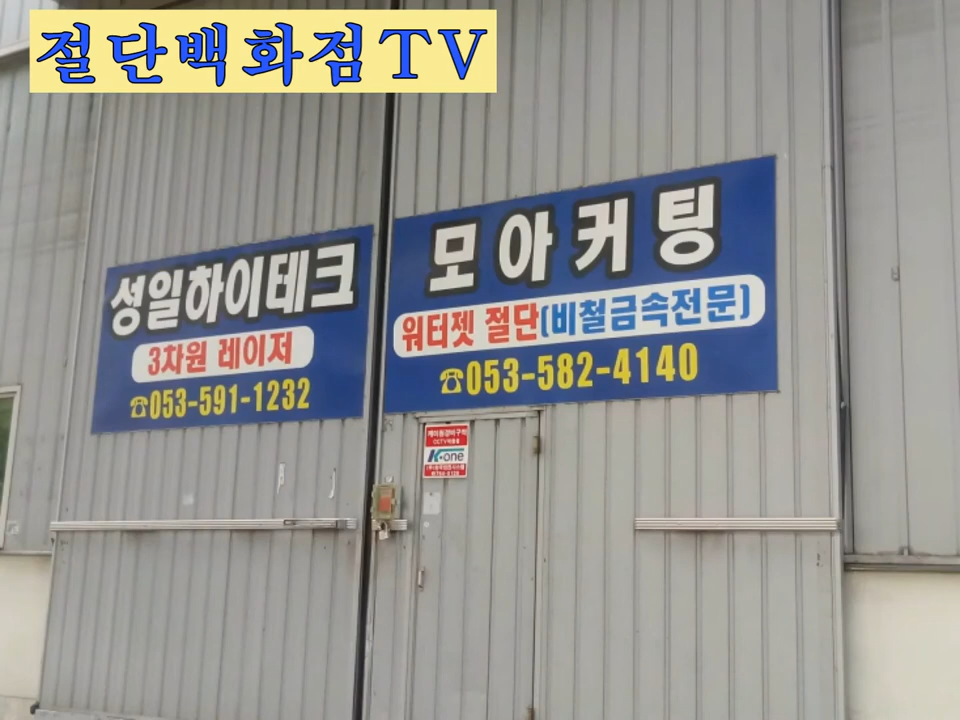 절단백화점TV
성일하이테크
3차원 레이저
☎053-591-1232
모아커팅
워터젯 절단(비철금속전문)
☎053-582-4140
K-one